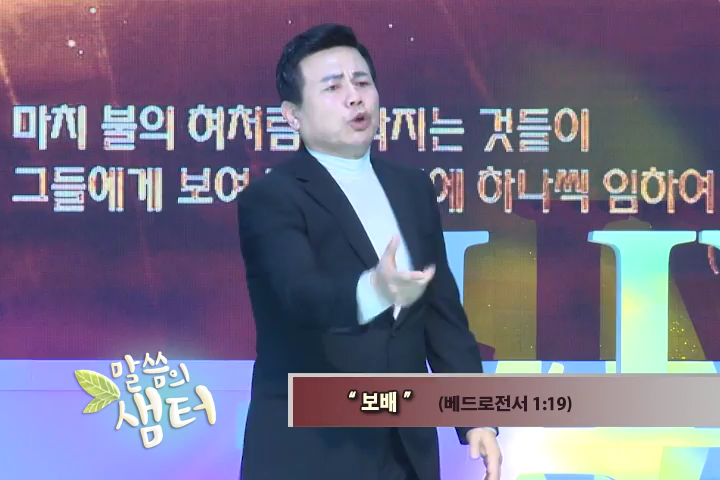 마치 불의 혀처럼 지는 것들이
그들에게 보여 에 하나씩 임하여
말씀의
샘터
“ 보배 ” (베드로전서 1:19)